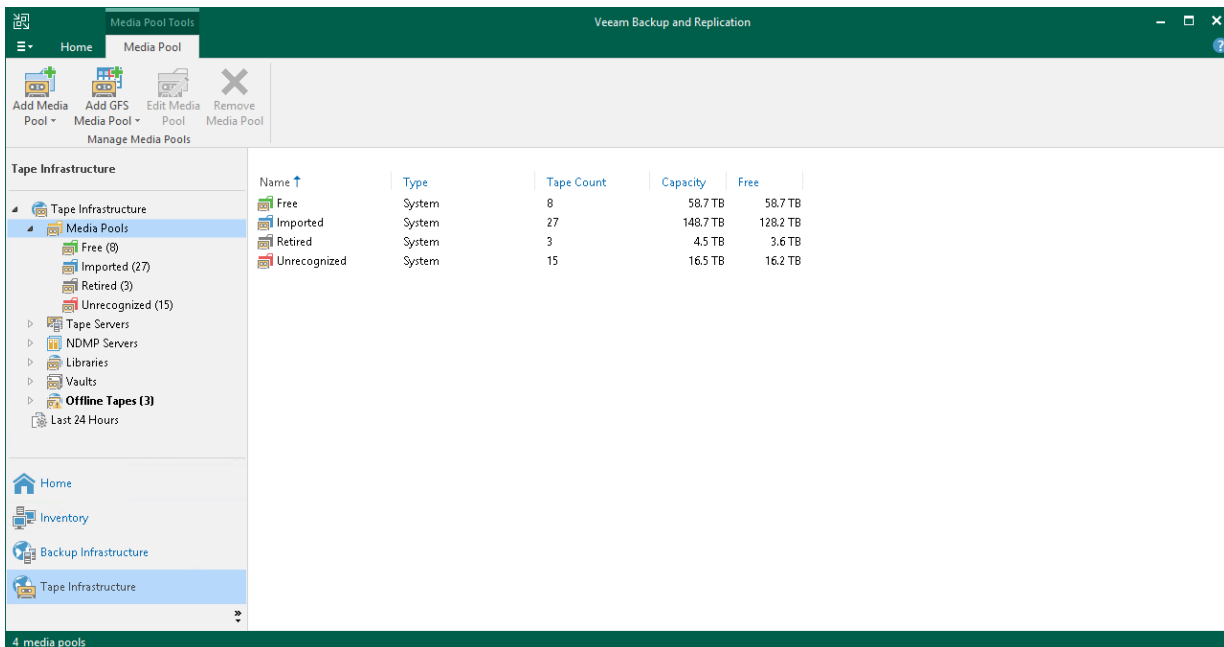 Media Pool Tools
Veeam Backup and Replication
Home Media Pool
Add Media Pool
Add GFS Media Pool
Edit Media Pool
Remove Media Pool
Manage Media Pools
Tape Infrastructure
Tape Infrastructure
Media Pools
Free (8)
Imported (27)
Retired (3)
Unrecognized (15)
Tape Servers
NDMP Servers
Libraries
Vaults
Offline Tapes (3)
Last 24 Hours
Home
Inventory
Backup Infrastructure
Tape Infrastructure
Name Type Tape Count Capacity Free
Free System 8 58.7 TB 58.7 TB
Imported System 27 148.7 TB 128.2 TB
Retired System 3 4.5 TB 3.6 TB
Unrecognized System 15 16.5 TB 16.2 TB
4 media pools